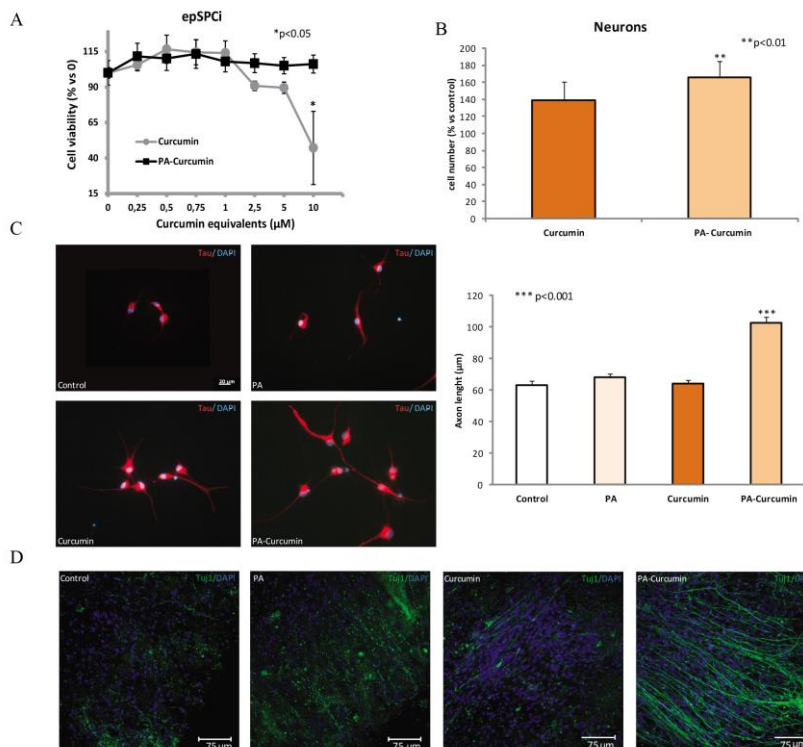 A
epSPCi
*p<0.05
115
90
65
40
15
Cell viability (% vs 0)
*
Curcumin
PA-Curcumin
0 0,25 0,5 0,75 1 2,5 5 10
Curcumin equivalents (µM)
B
Neurons
**p<0.01
200
180
160
140
120
100
80
60
40
20
0
cell number (% vs control)
**
Curcumin PA- Curcumin
C
Tau/DAPI
Control
20 µm
Tau/DAPI
PA
Tau/DAPI
Curcumin
Tau/DAPI
PA-Curcumin
120
100
80
60
40
20
0
Axon lenght (µm)
*** p<0.001
***
Control PA Curcumin PA-Curcumin
D
Control
Tuj1/DAPI
75 µm
PA
Tuj1/DAPI
75 µm
Curcumin
Tuj1/DAPI
75 µm
PA-Curcumin
75 µm